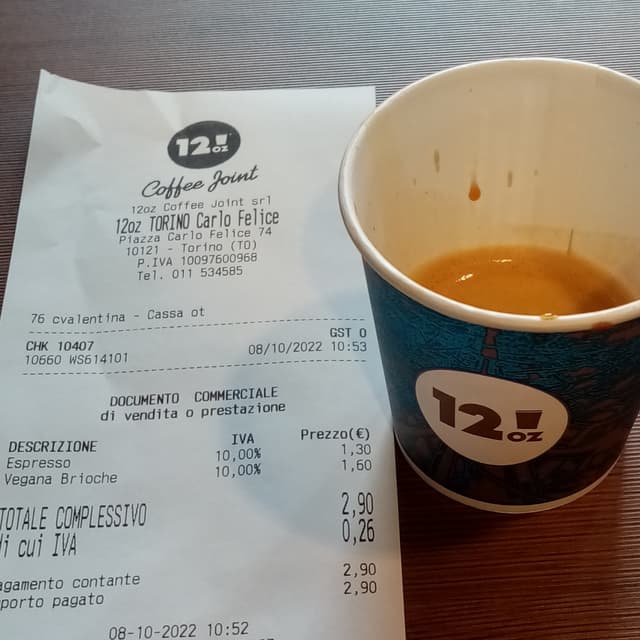 12!
oz
Coffee Joint
12oz Coffee Joint srl
12oz TORINO Carlo Felice
Piazza Carlo Felice 74
10121 - Torino (TO)
P.IVA 10097600968
Tel. 011 534585
76 cvalentina - Cassa ot
CHK 10407 GST 0
10660 WS614101 08/10/2022 10:53
DOCUMENTO COMMERCIALE
di vendita o prestazione
DESCRIZIONE IVA Prezzo(€)
Espresso 10,00% 1,30
Vegana Brioche 10,00% 1,60
TOTALE COMPLESSIVO 2,90
di cui IVA 0,26
agamento contante 2,90
porto pagato 2,90
08-10-2022 10:52
12!
oz